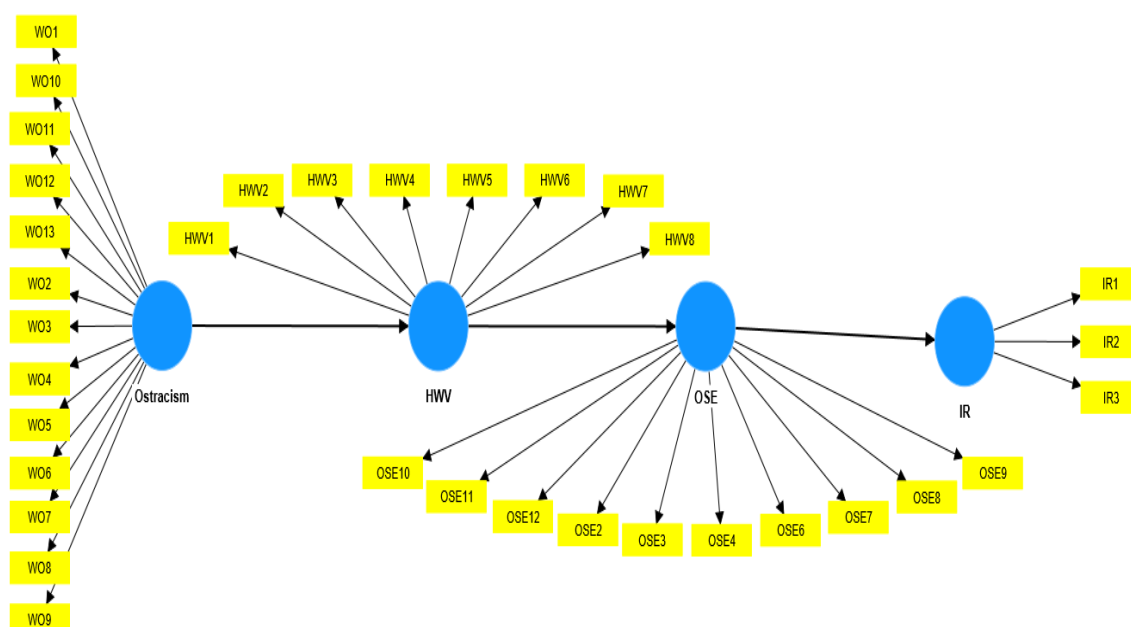 WO1
WO10
WO11
WO12
WO13
WO2
WO3
WO4
WO5
WO6
WO7
WO8
WO9
Ostracism
HWV1
HWV2
HWV3
HWV4
HWV5
HWV6
HWV7
HWV8
HWV
OSE
OSE10
OSE11
OSE12
OSE2
OSE3
OSE4
OSE6
OSE7
OSE8
OSE9
IR
IR1
IR2
IR3